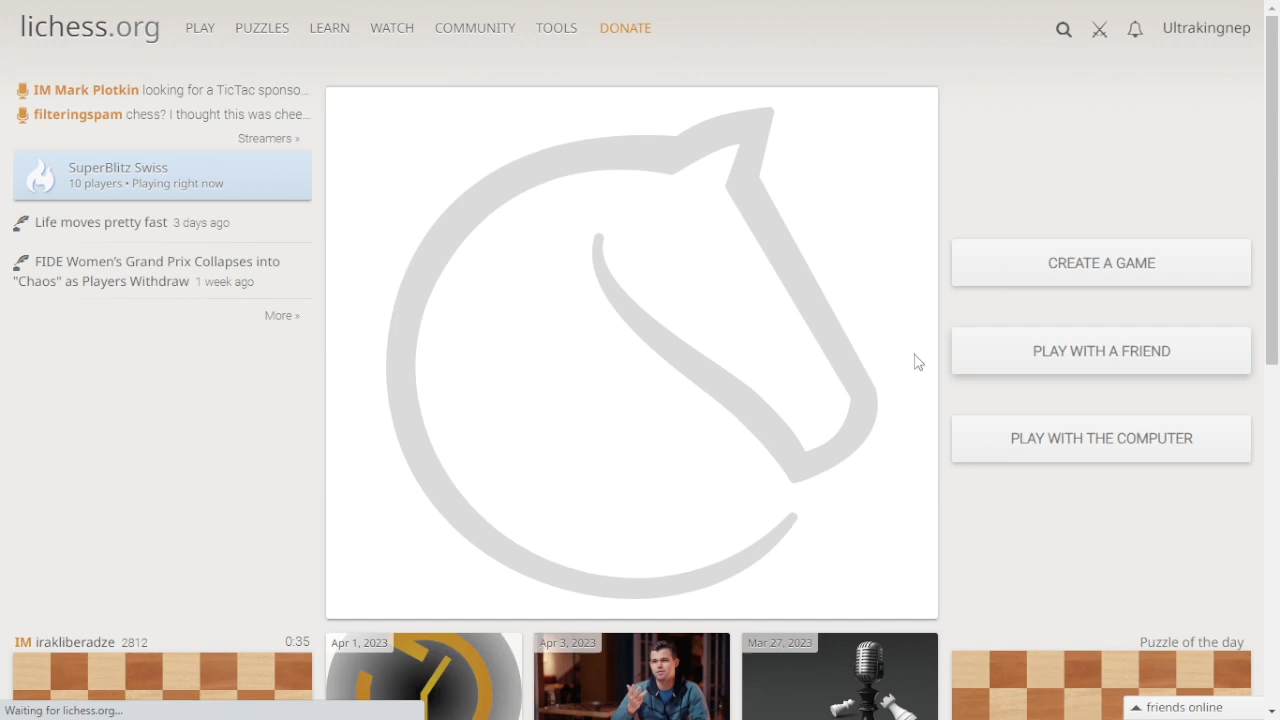 lichess.org
PLAY
PUZZLES
LEARN
WATCH
COMMUNITY
TOOLS
DONATE
Ultrakingnep
IM Mark Plotkin looking for a TicTac sponso...
filteringspam chess? I thought this was chee...
Streamers »
SuperBlitz Swiss
10 players • Playing right now
Life moves pretty fast 3 days ago
FIDE Women's Grand Prix Collapses into
"Chaos" as Players Withdraw 1 week ago
More »
CREATE A GAME
PLAY WITH A FRIEND
PLAY WITH THE COMPUTER
IM irakliberadze 2812
0:35
Apr 1, 2023
Apr 3, 2023
Mar 27, 2023
Puzzle of the day
Waiting for lichess.org...
friends online